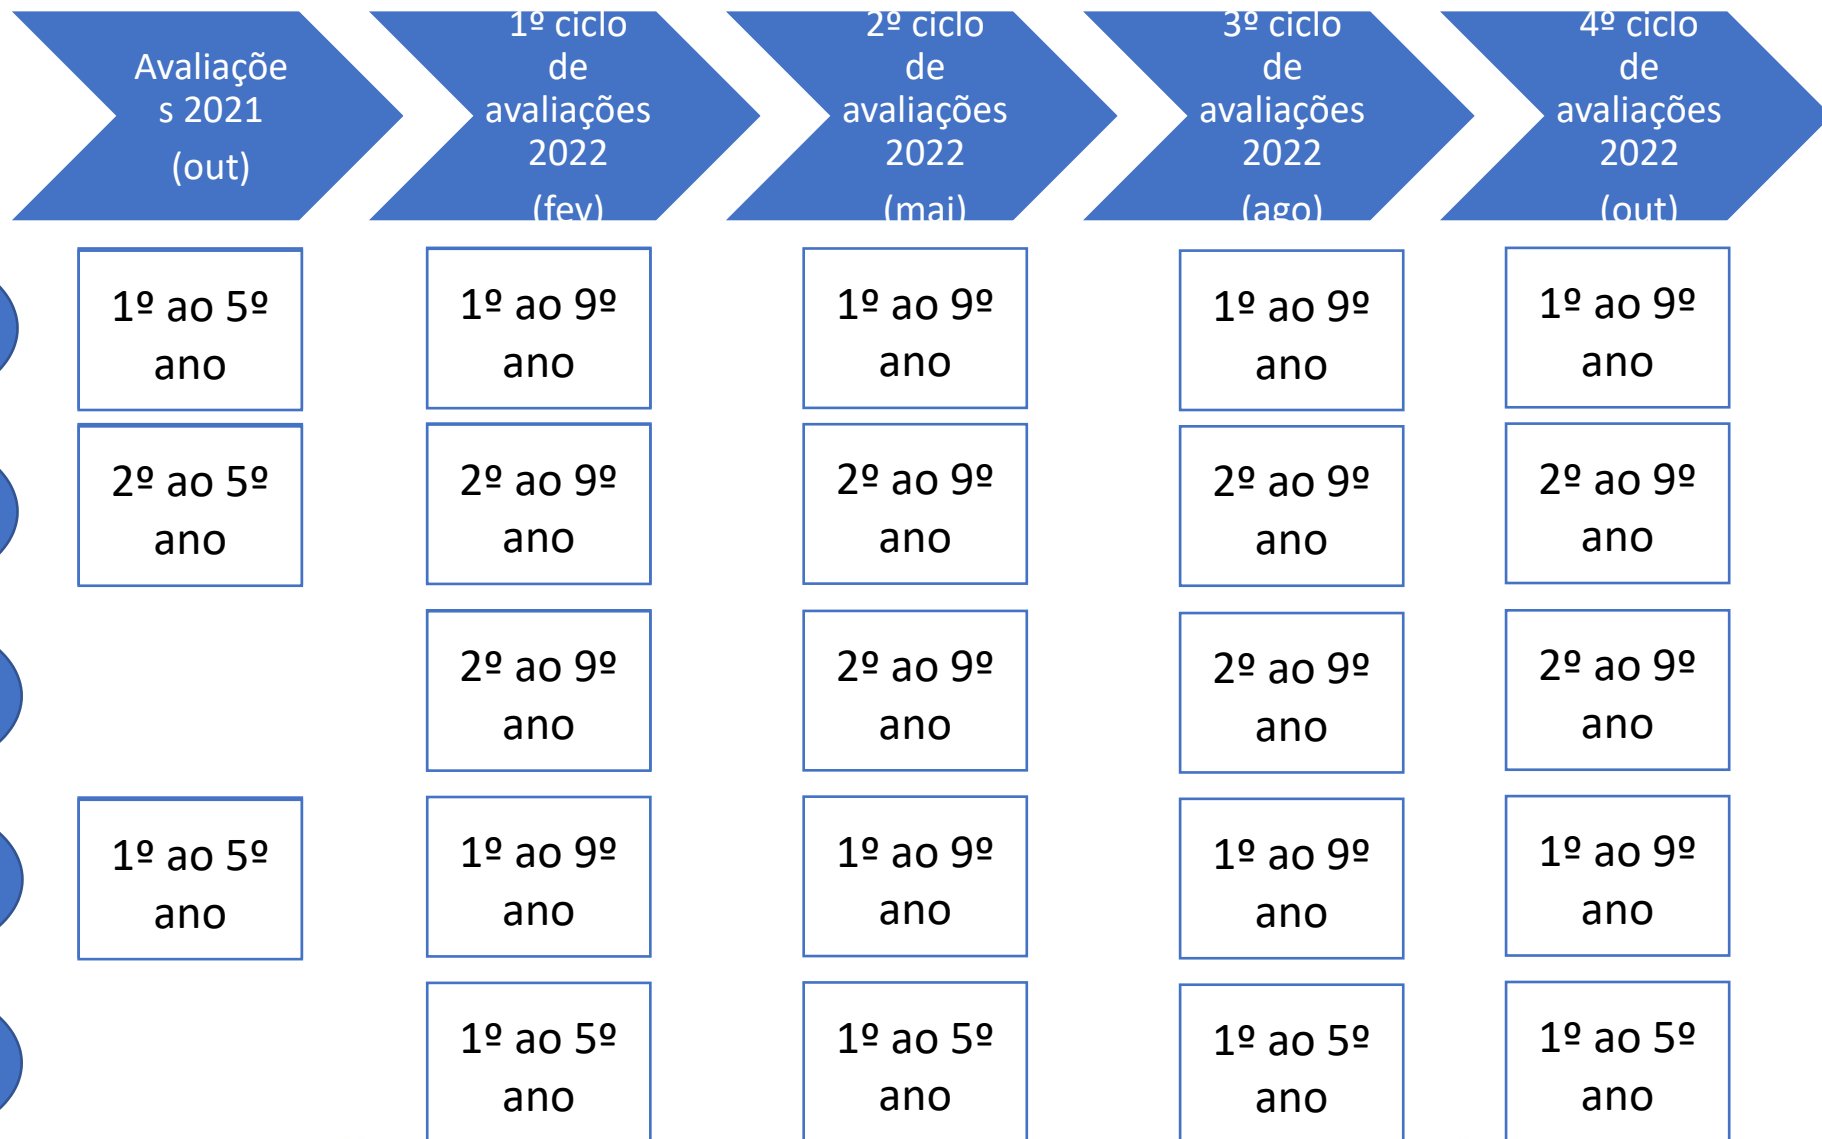 Avaliaçõe
s 2021
(out)
1º ciclo
de
avaliações
2022
(fev)
2º ciclo
de
avaliações
2022
(mai)
3º ciclo
de
avaliações
2022
(ago)
4º ciclo
de
avaliações
2022
(out)
1º ao 5º
ano
1º ao 9º
ano
1º ao 9º
ano
1º ao 9º
ano
1º ao 9º
ano
2º ao 5º
ano
2º ao 9º
ano
2º ao 9º
ano
2º ao 9º
ano
2º ao 9º
ano
2º ao 9º
ano
2º ao 9º
ano
2º ao 9º
ano
2º ao 9º
ano
1º ao 5º
ano
1º ao 9º
ano
1º ao 9º
ano
1º ao 9º
ano
1º ao 9º
ano
1º ao 5º
ano
1º ao 5º
ano
1º ao 5º
ano
1º ao 5º
ano